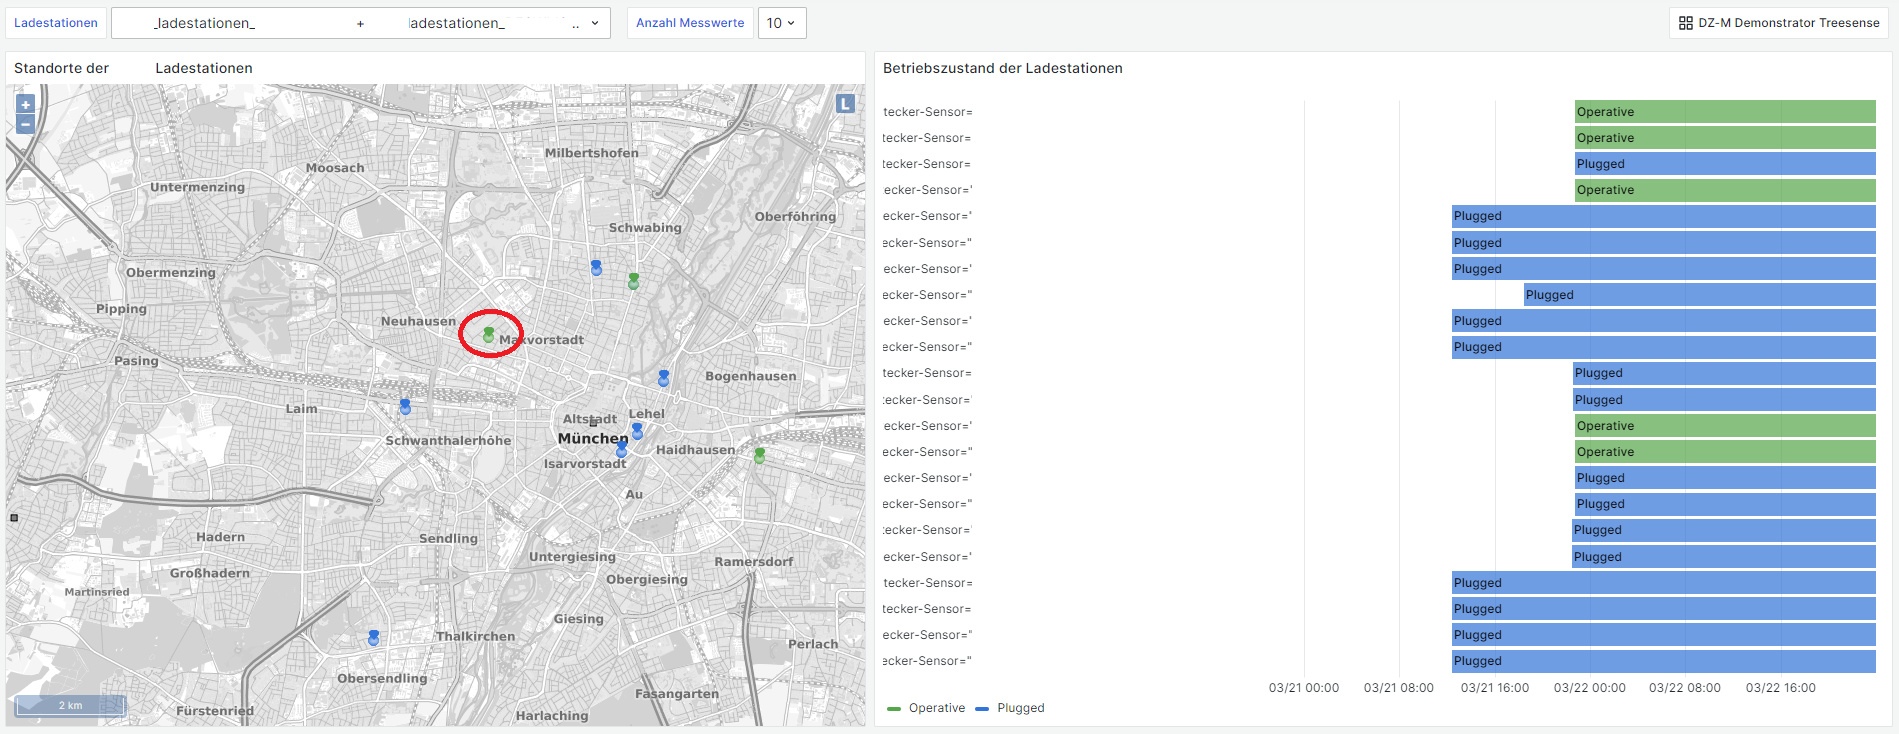 Ladestationen _ladestationen_ + ladestationen_ .. Anzahl Messwerte 10 DZ-M Demonstrator Treesense
Standorte der Ladestationen
+
−
L
Milbertshofen
Moosach
Untermenzing
Oberföhring
Schwabing
Obermenzing
Pipping
Neuhausen
Maxvorstadt
Pasing
Bogenhausen
Laim
Altstadt
Lehel
Schwanthalerhöhe
München
Haidhausen
Isarvorstadt
Au
Hadern
Sendling
Untergiesing
Ramersdorf
Großhadern
Obergiesing
Martinsried
Giesing
Thalkirchen
Perlach
Obersendling
Fasangarten
2 km
Fürstenried
Harlaching
Betriebszustand der Ladestationen
tecker-Sensor= Operative
tecker-Sensor= Operative
tecker-Sensor= Plugged
ecker-Sensor=' Operative
ecker-Sensor=' Plugged
ecker-Sensor=" Plugged
ecker-Sensor=' Plugged
ecker-Sensor=" Plugged
ecker-Sensor=' Plugged
ecker-Sensor=" Plugged
tecker-Sensor= Plugged
tecker-Sensor=' Plugged
ecker-Sensor=' Operative
ecker-Sensor=" Operative
ecker-Sensor=' Plugged
ecker-Sensor=" Plugged
tecker-Sensor=' Plugged
ecker-Sensor=' Plugged
tecker-Sensor= Plugged
tecker-Sensor= Plugged
ecker-Sensor=" Plugged
ecker-Sensor=" Plugged
03/21 00:00 03/21 08:00 03/21 16:00 03/22 00:00 03/22 08:00 03/22 16:00
Operative Plugged